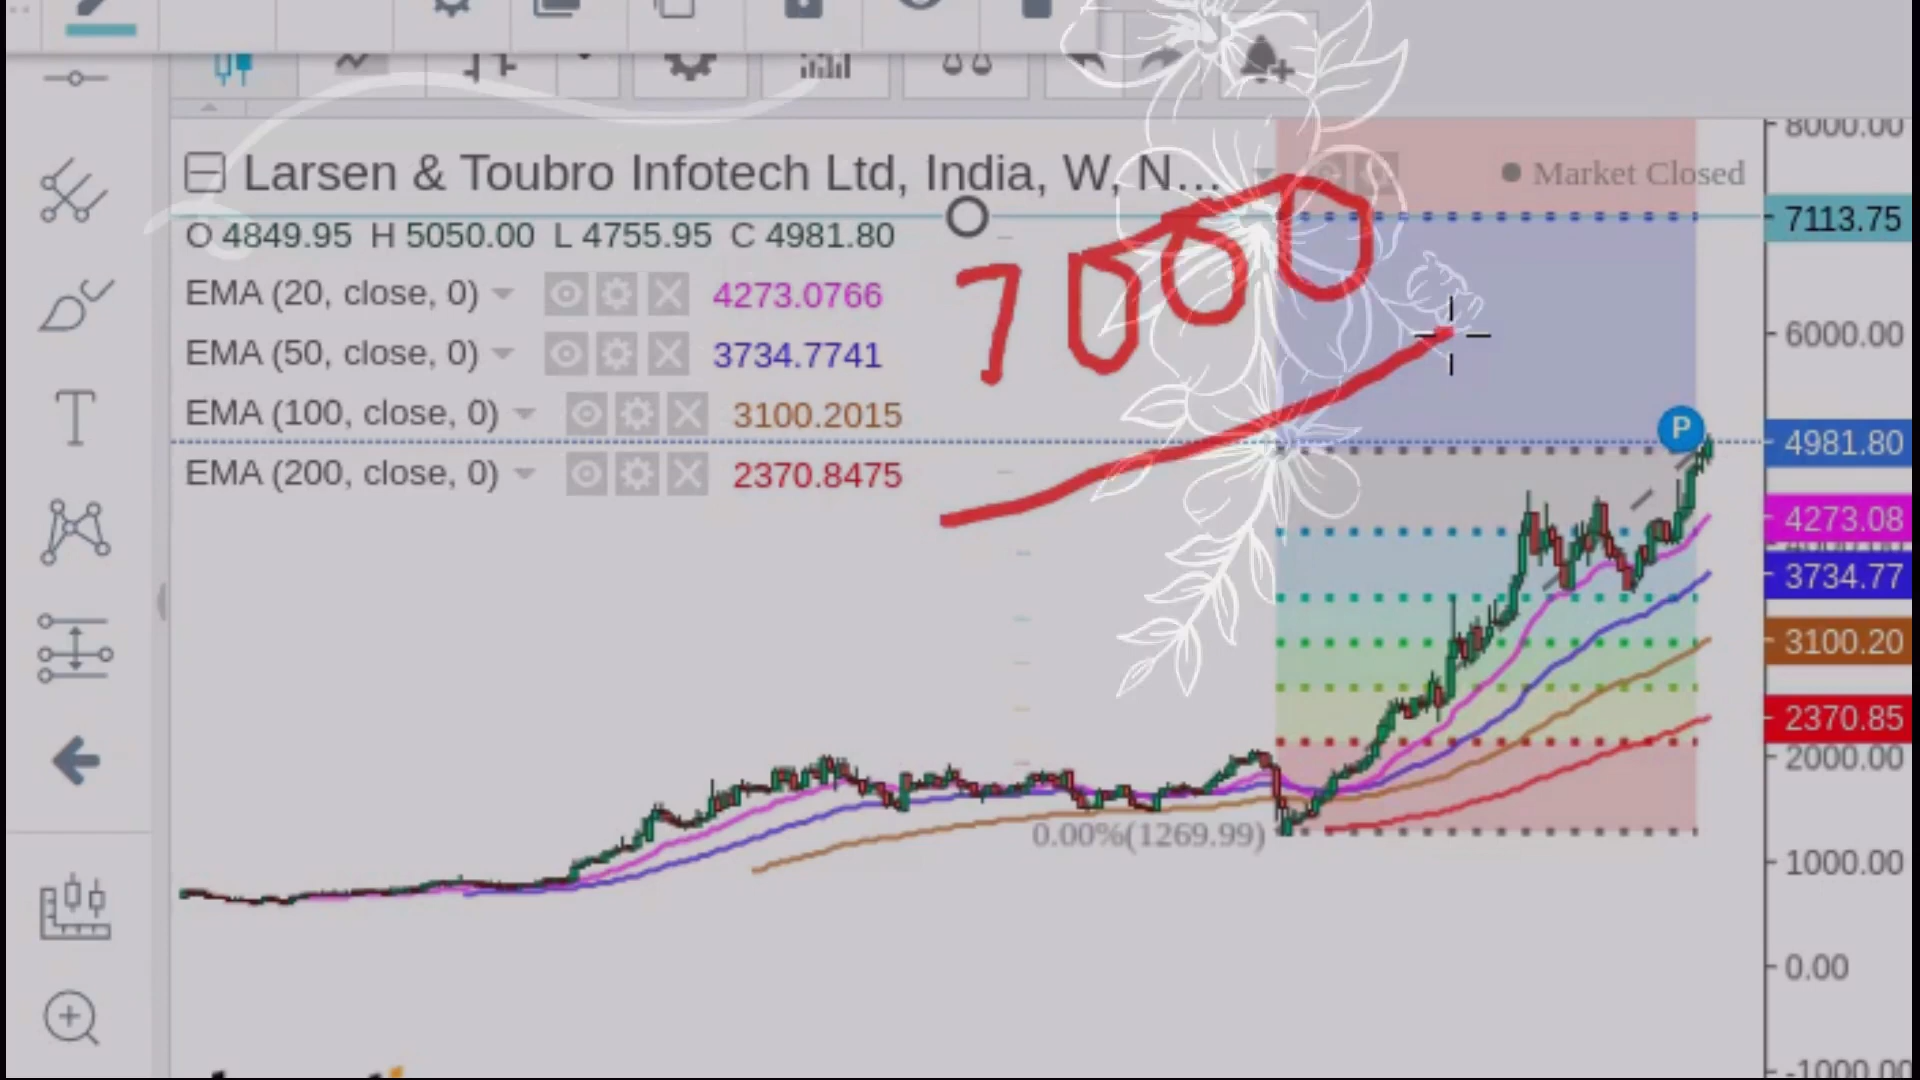 Larsen & Toubro Infotech Ltd, India, W, N...
Market Closed
O 4849.95 H 5050.00 L 4755.95 C 4981.80
EMA (20, close, 0) 4273.0766
EMA (50, close, 0) 3734.7741
EMA (100, close, 0) 3100.2015
EMA (200, close, 0) 2370.8475
7000
P
0.00%(1269.99)
8000.00
7113.75
6000.00
4981.80
4273.08
3734.77
3100.20
2370.85
2000.00
1000.00
0.00
-1000.00